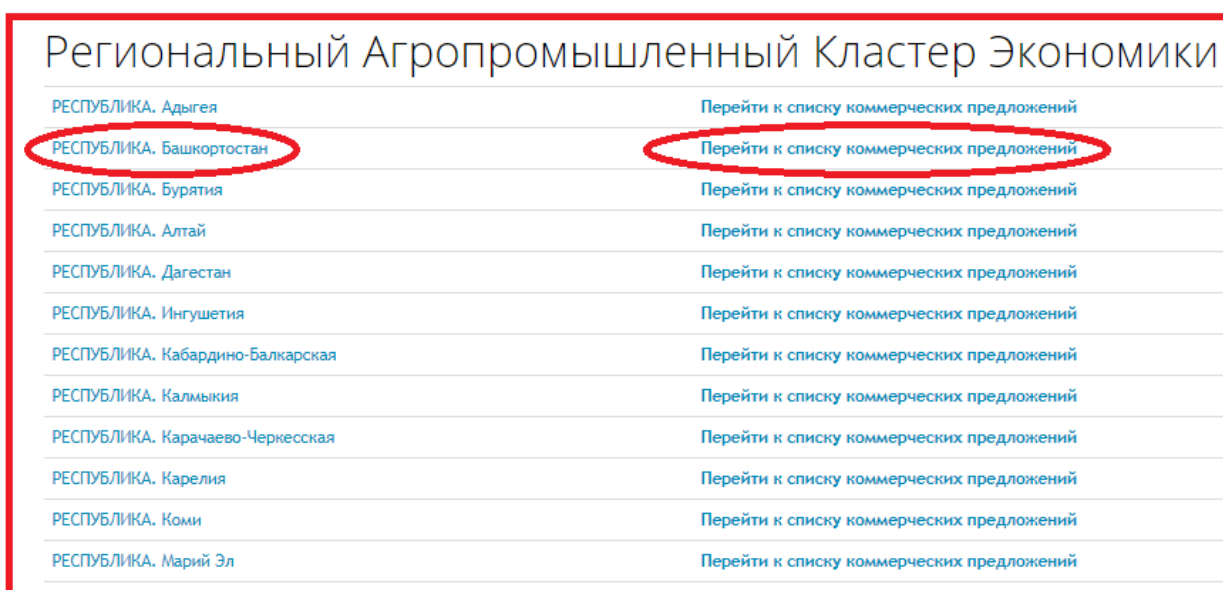 Региональный Агропромышленный Кластер Экономики
РЕСПУБЛИКА. Адыгея Перейти к списку коммерческих предложений
РЕСПУБЛИКА. Башкортостан Перейти к списку коммерческих предложений
РЕСПУБЛИКА. Бурятия Перейти к списку коммерческих предложений
РЕСПУБЛИКА. Алтай Перейти к списку коммерческих предложений
РЕСПУБЛИКА. Дагестан Перейти к списку коммерческих предложений
РЕСПУБЛИКА. Ингушетия Перейти к списку коммерческих предложений
РЕСПУБЛИКА. Кабардино-Балкарская Перейти к списку коммерческих предложений
РЕСПУБЛИКА. Калмыкия Перейти к списку коммерческих предложений
РЕСПУБЛИКА. Карачаево-Черкесская Перейти к списку коммерческих предложений
РЕСПУБЛИКА. Карелия Перейти к списку коммерческих предложений
РЕСПУБЛИКА. Коми Перейти к списку коммерческих предложений
РЕСПУБЛИКА. Марий Эл Перейти к списку коммерческих предложений